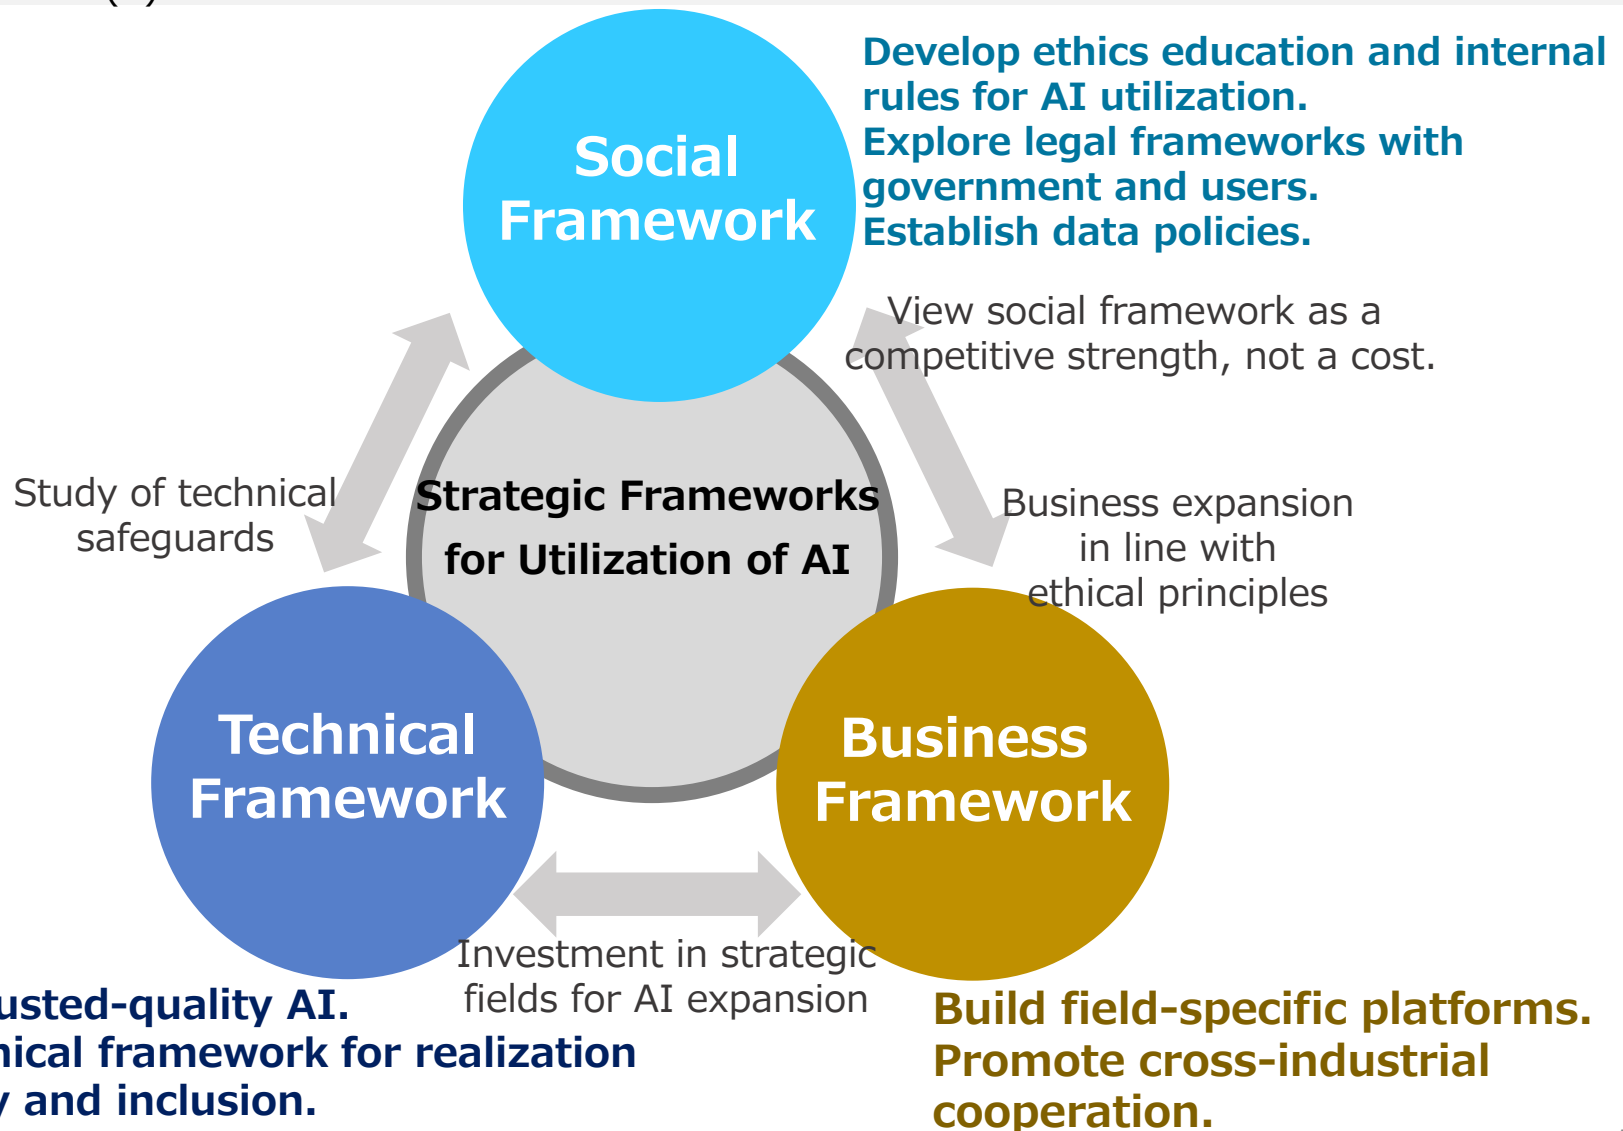 Develop ethics education and internal
rules for AI utilization.
Explore legal frameworks with
government and users.
Establish data policies.
Social
Framework
View social framework as a
competitive strength, not a cost.
Study of technical
safeguards
Strategic Frameworks
for Utilization of AI
Business expansion
in line with
ethical principles
Technical
Framework
Business
Framework
Investment in strategic
fields for AI expansion
-quality AI.
framework for realization
and inclusion.
Build field-specific platforms.
Promote cross-industrial
cooperation.